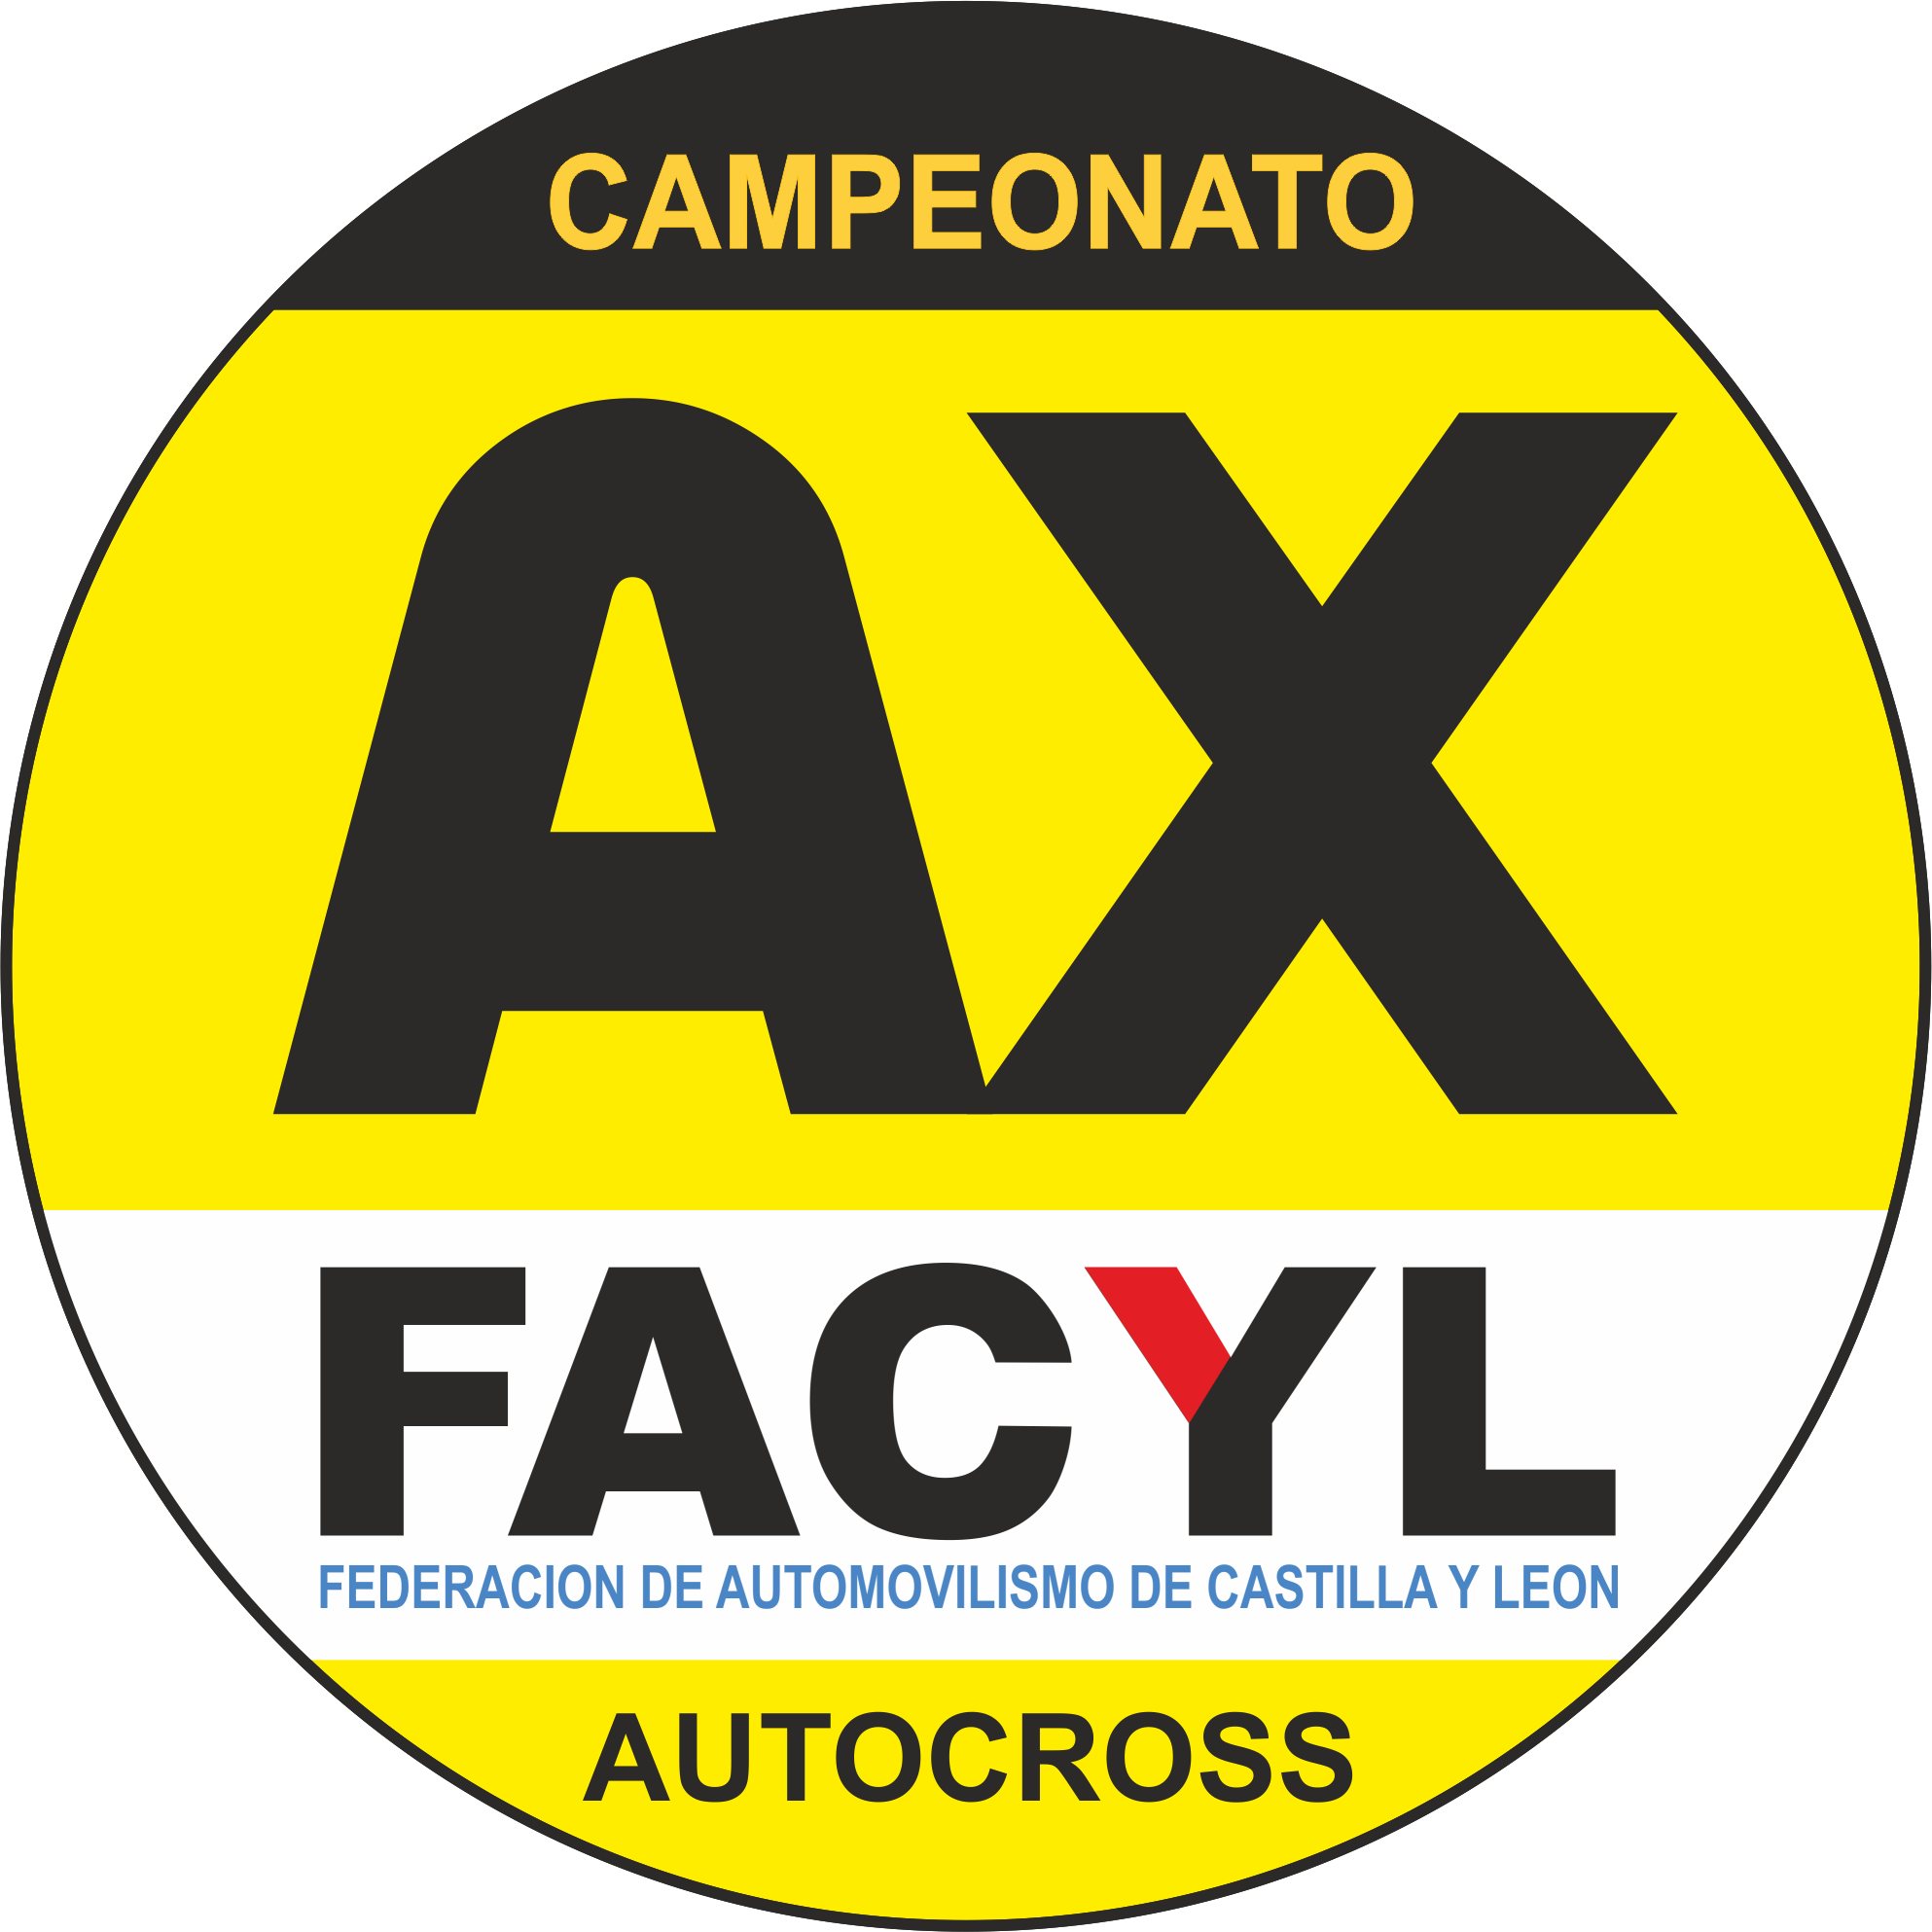 CAMPEONATO
AX
FACYL
FEDERACION DE AUTOMOVILISMO DE CASTILLA Y LEON
AUTOCROSS